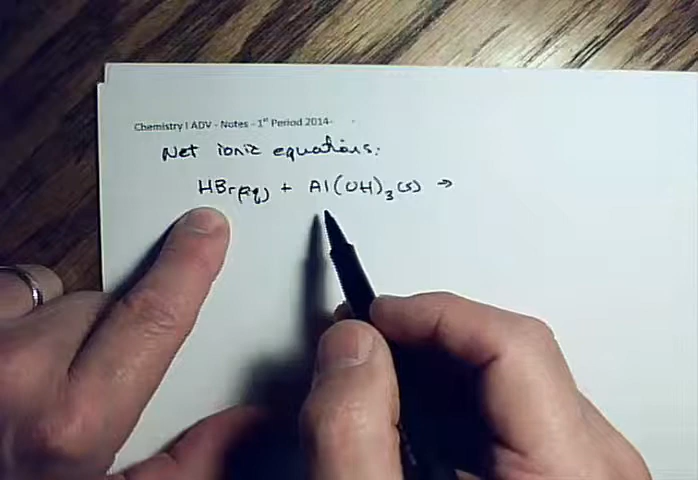 Chemistry I ADV - Notes - 1st Period 2014-
Net ionic equations:
HBr(aq) + Al(OH)3(s) →